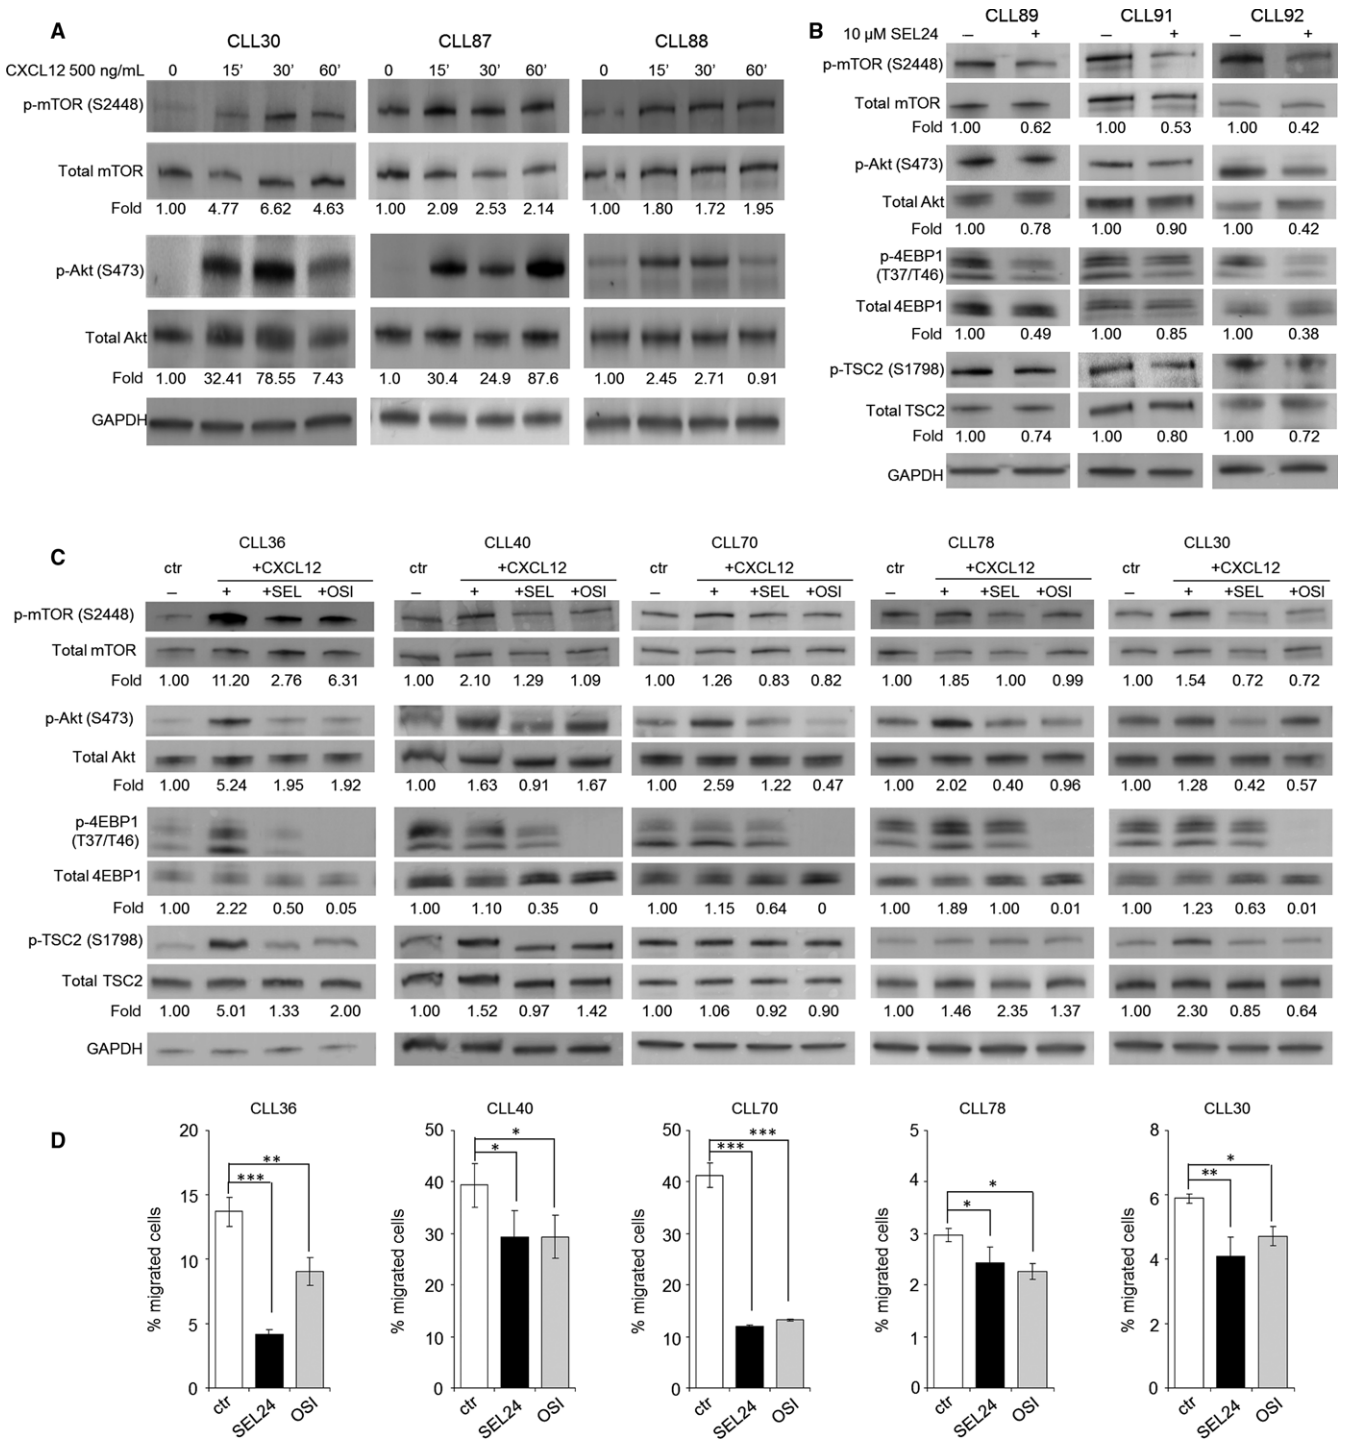 A
CLL30 CLL87 CLL88
CXCL12 500 ng/mL 0 15’ 30’ 60’ 0 15’ 30’ 60’ 0 15’ 30’ 60’
p-mTOR (S2448)
Total mTOR
Fold 1.00 4.77 6.62 4.63 1.00 2.09 2.53 2.14 1.00 1.80 1.72 1.95
p-Akt (S473)
Total Akt
Fold 1.00 32.41 78.55 7.43 1.0 30.4 24.9 87.6 1.00 2.45 2.71 0.91
GAPDH
B
CLL89 CLL91 CLL92
10 µM SEL24 – + – + – +
p-mTOR (S2448)
Total mTOR
Fold 1.00 0.62 1.00 0.53 1.00 0.42
p-Akt (S473)
Total Akt
Fold 1.00 0.78 1.00 0.90 1.00 0.42
p-4EBP1
(T37/T46)
Total 4EBP1
Fold 1.00 0.49 1.00 0.85 1.00 0.38
p-TSC2 (S1798)
Total TSC2
Fold 1.00 0.74 1.00 0.80 1.00 0.72
GAPDH
C
CLL36 CLL40 CLL70 CLL78 CLL30
ctr +CXCL12 ctr +CXCL12 ctr +CXCL12 ctr +CXCL12 ctr +CXCL12
– + +SEL +OSI – + +SEL +OSI – + +SEL +OSI – + +SEL +OSI – + +SEL +OSI
p-mTOR (S2448)
Total mTOR
Fold 1.00 11.20 2.76 6.31 1.00 2.10 1.29 1.09 1.00 1.26 0.83 0.82 1.00 1.85 1.00 0.99 1.00 1.54 0.72 0.72
p-Akt (S473)
Total Akt
Fold 1.00 5.24 1.95 1.92 1.00 1.63 0.91 1.67 1.00 2.59 1.22 0.47 1.00 2.02 0.40 0.96 1.00 1.28 0.42 0.57
p-4EBP1
(T37/T46)
Total 4EBP1
Fold 1.00 2.22 0.50 0.05 1.00 1.10 0.35 0 1.00 1.15 0.64 0 1.00 1.89 1.00 0.01 1.00 1.23 0.63 0.01
p-TSC2 (S1798)
Total TSC2
Fold 1.00 5.01 1.33 2.00 1.00 1.52 0.97 1.42 1.00 1.06 0.92 0.90 1.00 1.46 2.35 1.37 1.00 2.30 0.85 0.64
GAPDH
D
CLL36
% migrated cells
20
15
10
5
0
**
***
ctr SEL24 OSI
CLL40
% migrated cells
50
40
30
20
10
0
*
*
ctr SEL24 OSI
CLL70
% migrated cells
50
40
30
20
10
0
***
***
ctr SEL24 OSI
CLL78
% migrated cells
5
4
3
2
1
0
*
*
ctr SEL24 OSI
CLL30
% migrated cells
8
6
4
2
0
*
**
ctr SEL24 OSI